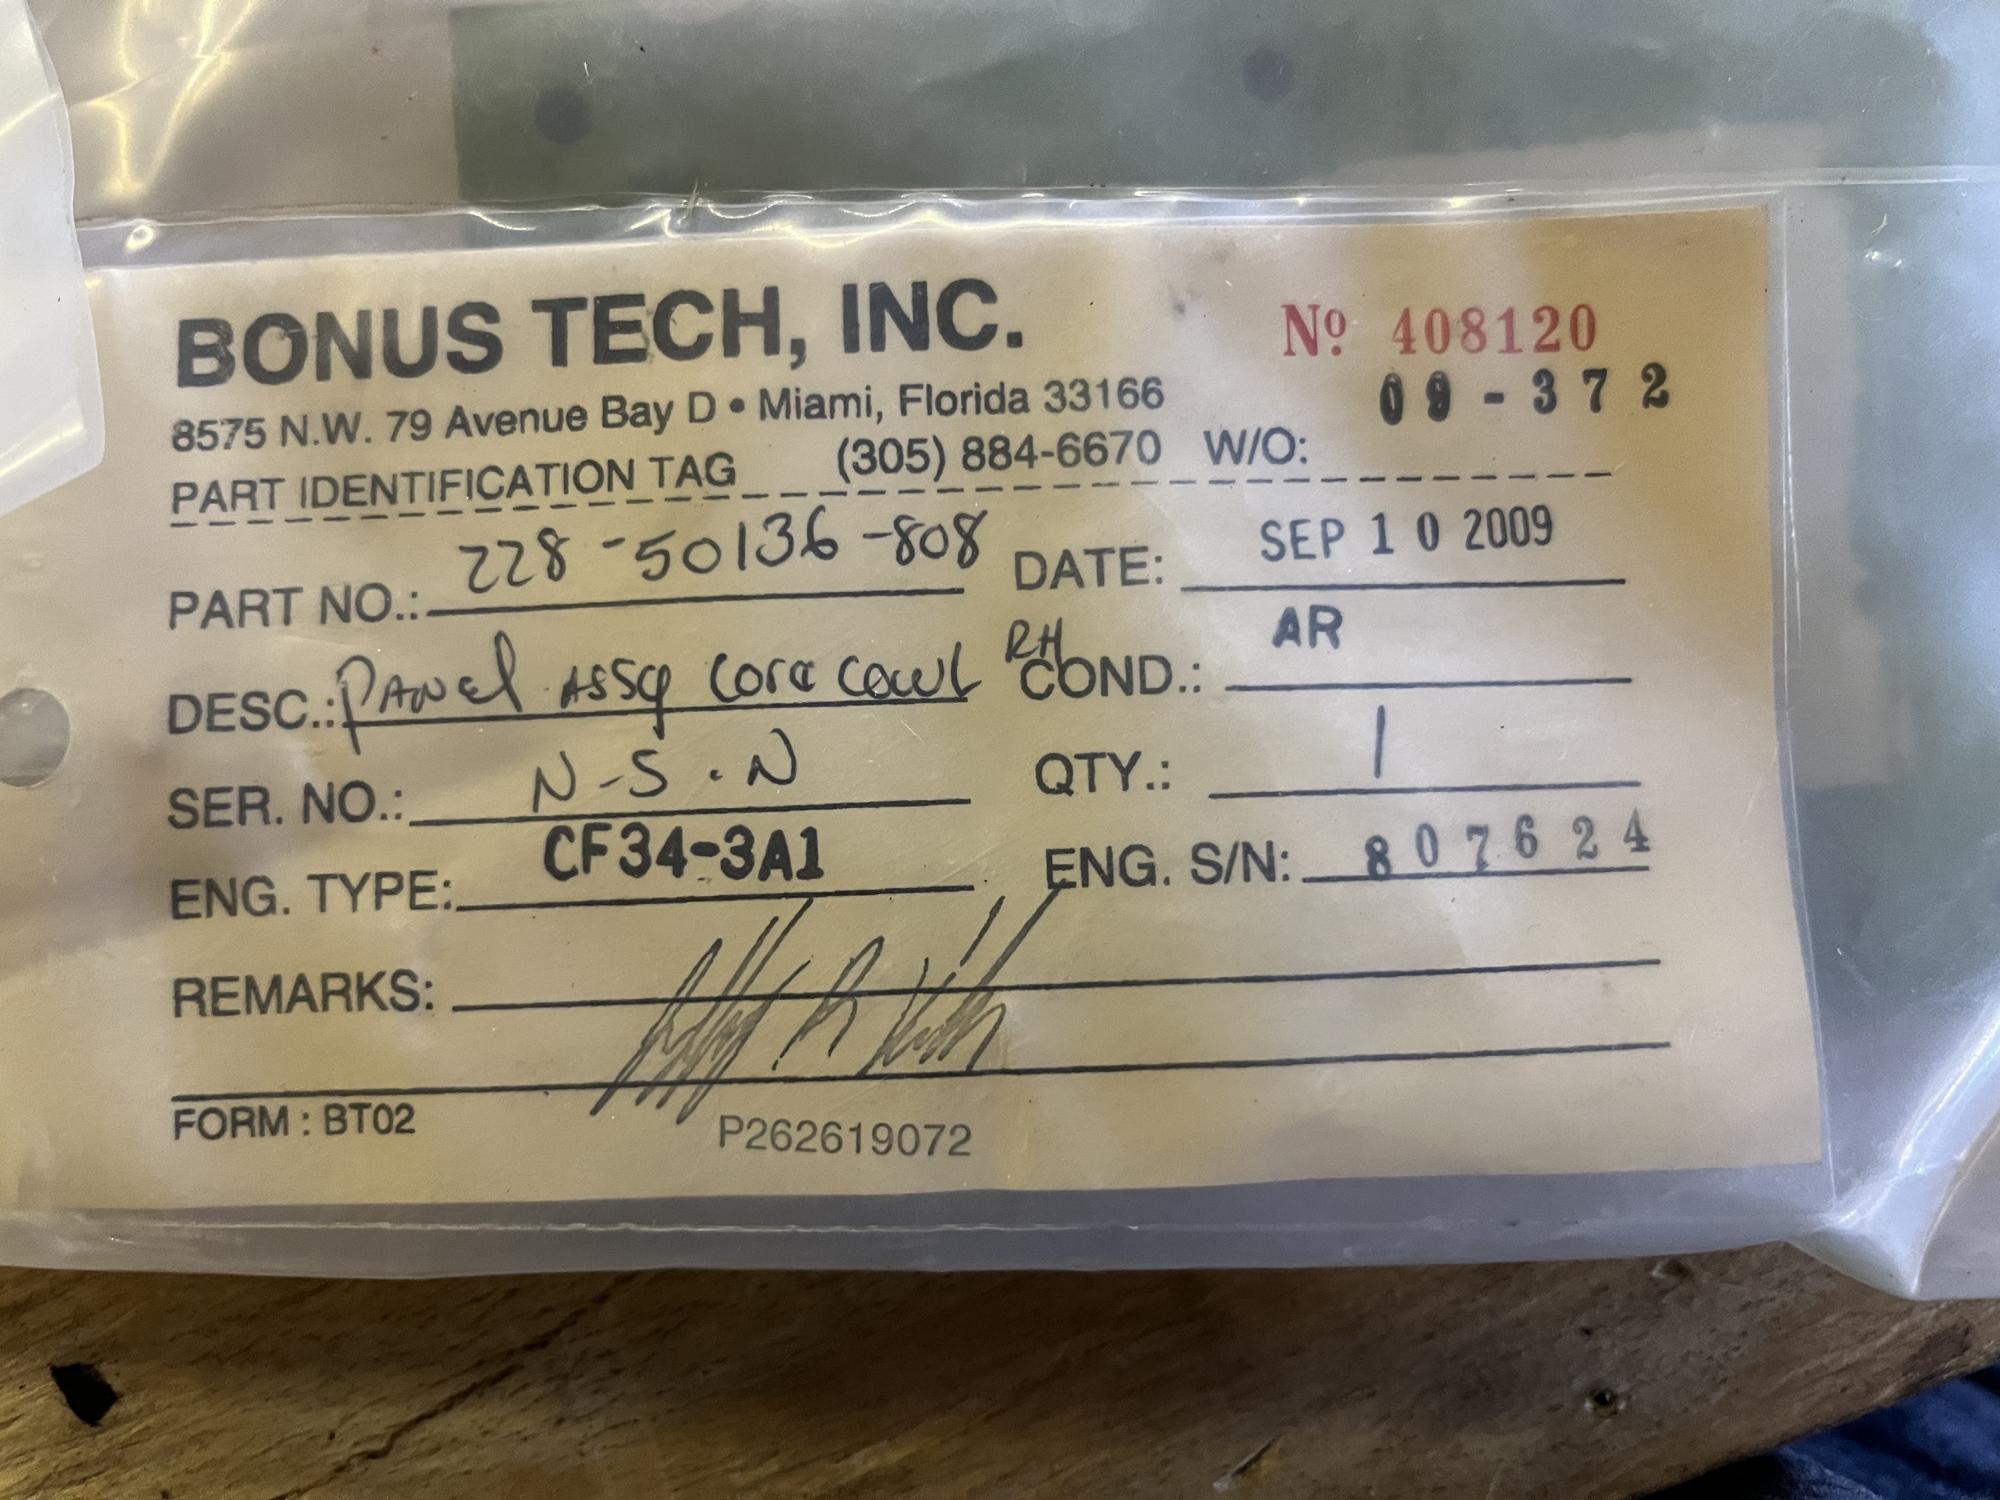 BONUS TECH, INC.
Nº 408120
8575 N.W. 79 Avenue Bay D • Miami, Florida 33166
09-372
PART IDENTIFICATION TAG (305) 884-6670 W/O:
PART NO.: 228-50136-808 DATE: SEP 10 2009
DESC.: Panel Assy Core Cowl RH COND.: AR
SER. NO.: N-S.N QTY.: 1
ENG. TYPE: CF34-3A1 ENG. S/N: 807624
REMARKS:
FORM : BT02
P262619072